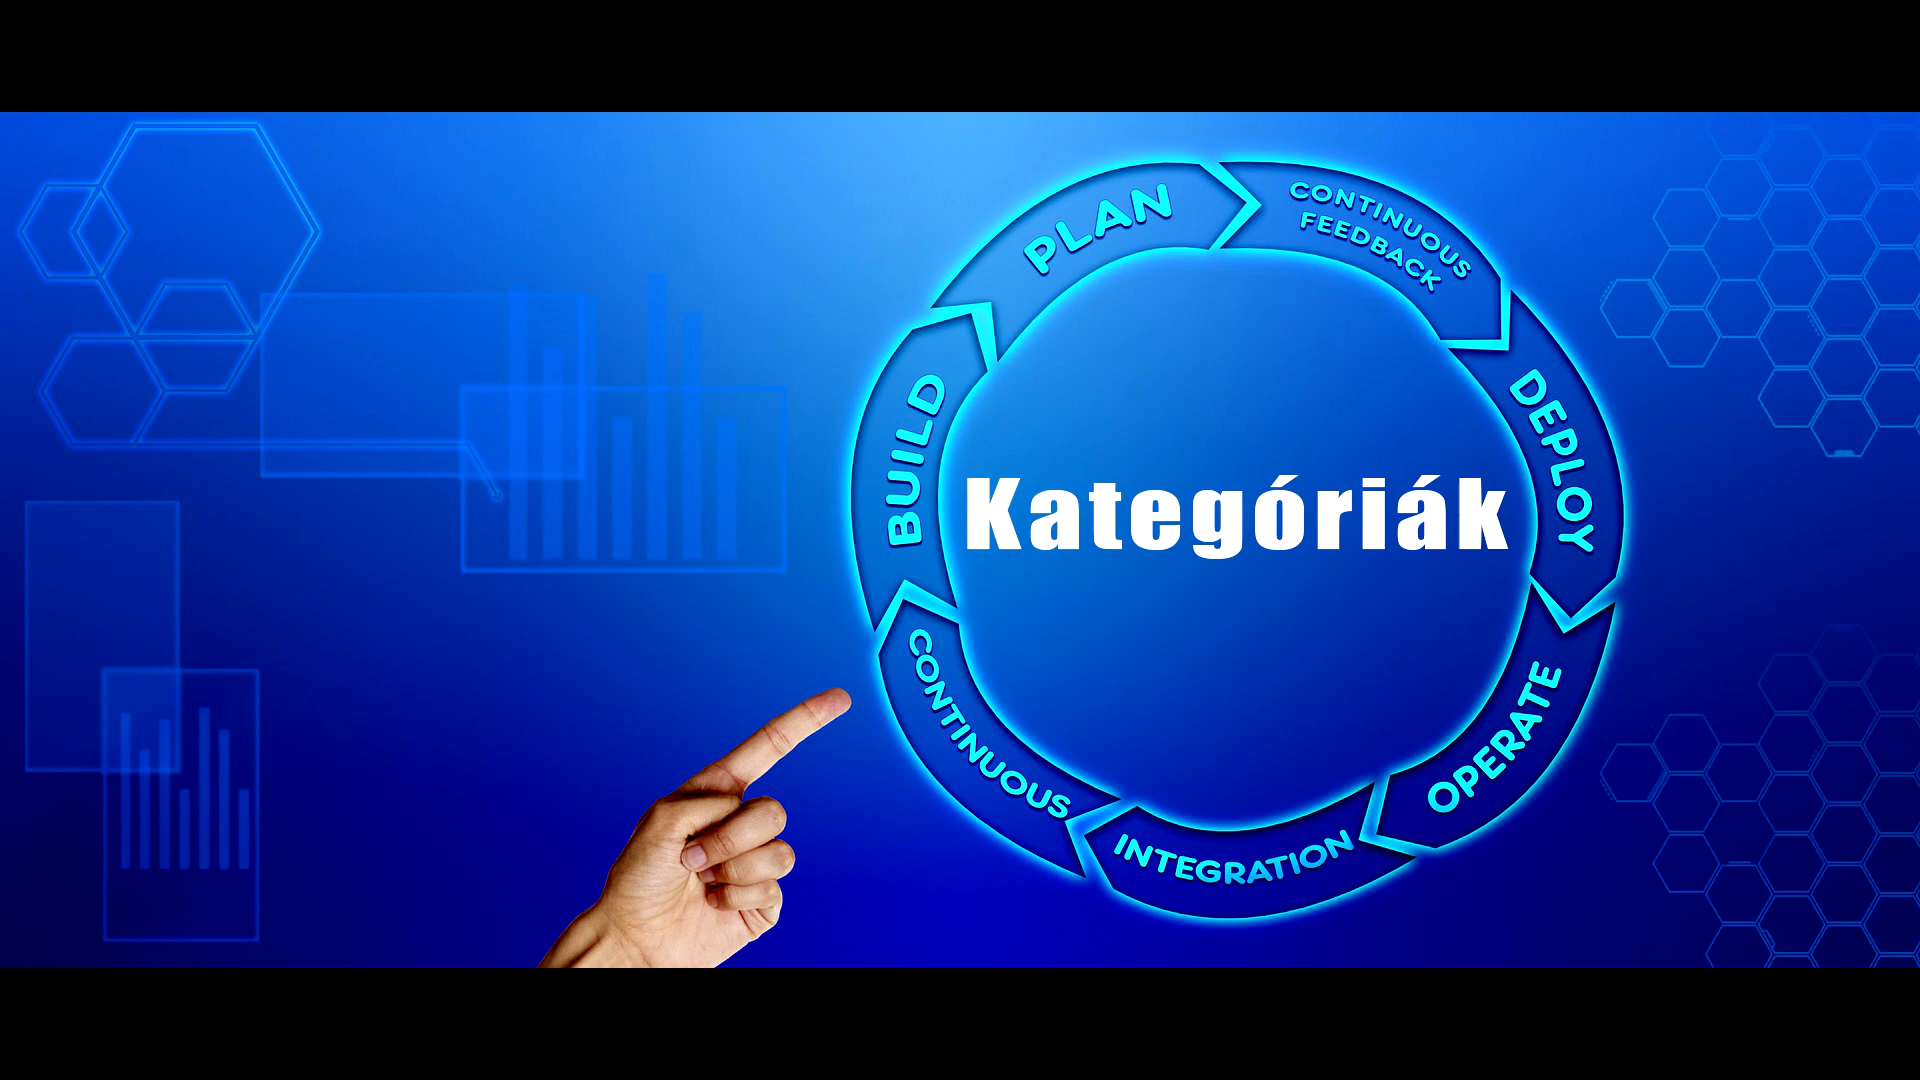 PLAN
CONTINUOUS
FEEDBACK
DEPLOY
OPERATE
INTEGRATION
CONTINUOUS
BUILD
Kategóriák